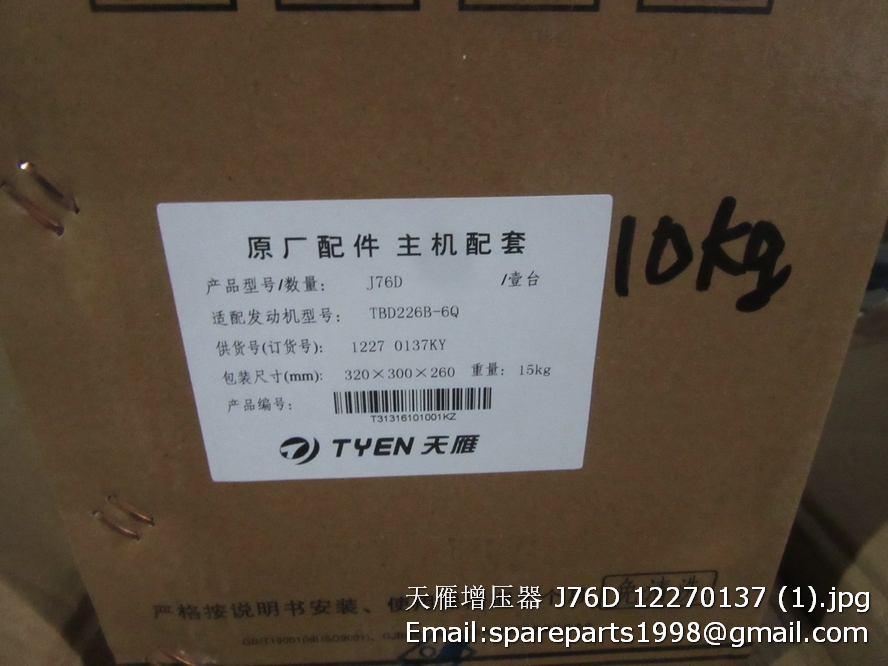 原厂配件 主机配套
产品型号/数量： J76D /壹台
10kg
适配发动机型号： TBD226B-6Q
供货号(订货号)： 1227 0137KY
包装尺寸(mm)： 320×300×260 重量： 15kg
产品编号：
T31316101001KZ
TYEN 天雁
严格按说明书安装、使
天雁增压器 J76D 12270137 (1).jpg
Email:spareparts1998@gmail.com